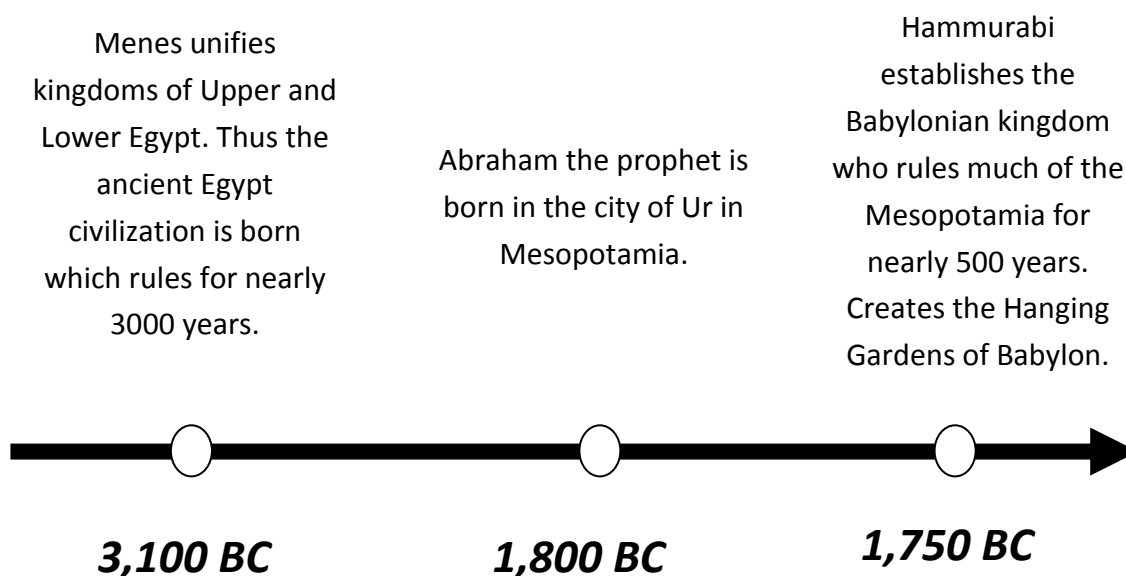 Menes unifies
kingdoms of Upper and
Lower Egypt. Thus the
ancient Egypt
civilization is born
which rules for nearly
3000 years.
Abraham the prophet is
born in the city of Ur in
Mesopotamia.
Hammurabi
establishes the
Babylonian kingdom
who rules much of the
Mesopotamia for
nearly 500 years.
Creates the Hanging
Gardens of Babylon.
3,100 BC
1,800 BC
1,750 BC